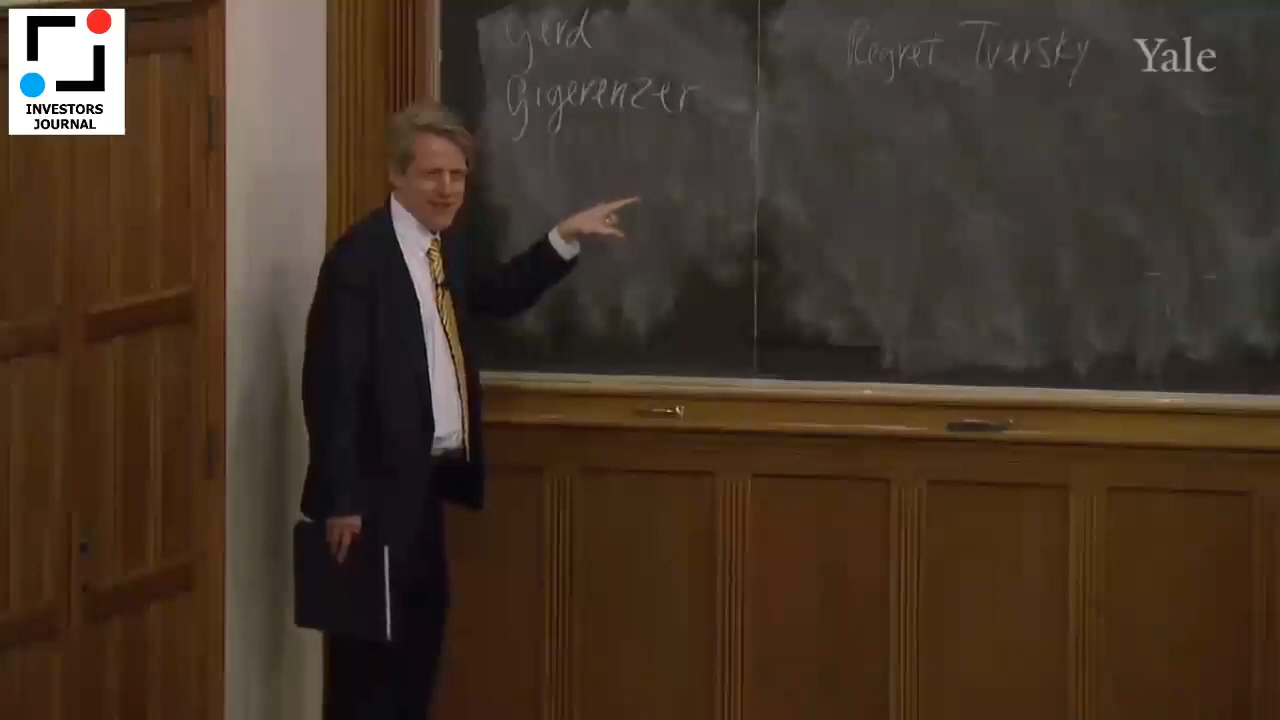 INVESTORS
JOURNAL
Gerd
Gigerenzer
Regret Tversky
Yale